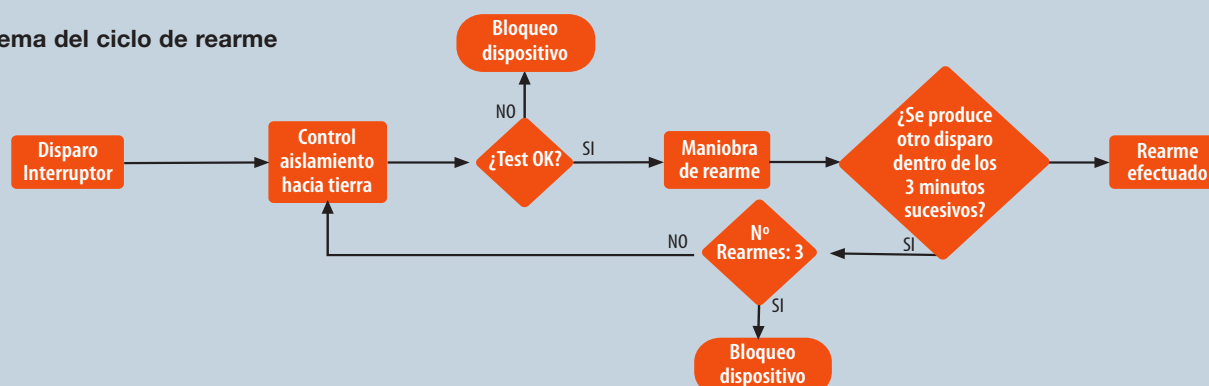 ema del ciclo de rearme
Bloqueo
dispositivo
NO
Disparo
Interruptor
Control
aislamiento
hacia tierra
¿Test OK?
SI
Maniobra
de rearme
¿Se produce
otro disparo
dentro de los
3 minutos
sucesivos?
Rearme
efectuado
SI
Nº
Rearmes: 3
NO
SI
Bloqueo
dispositivo